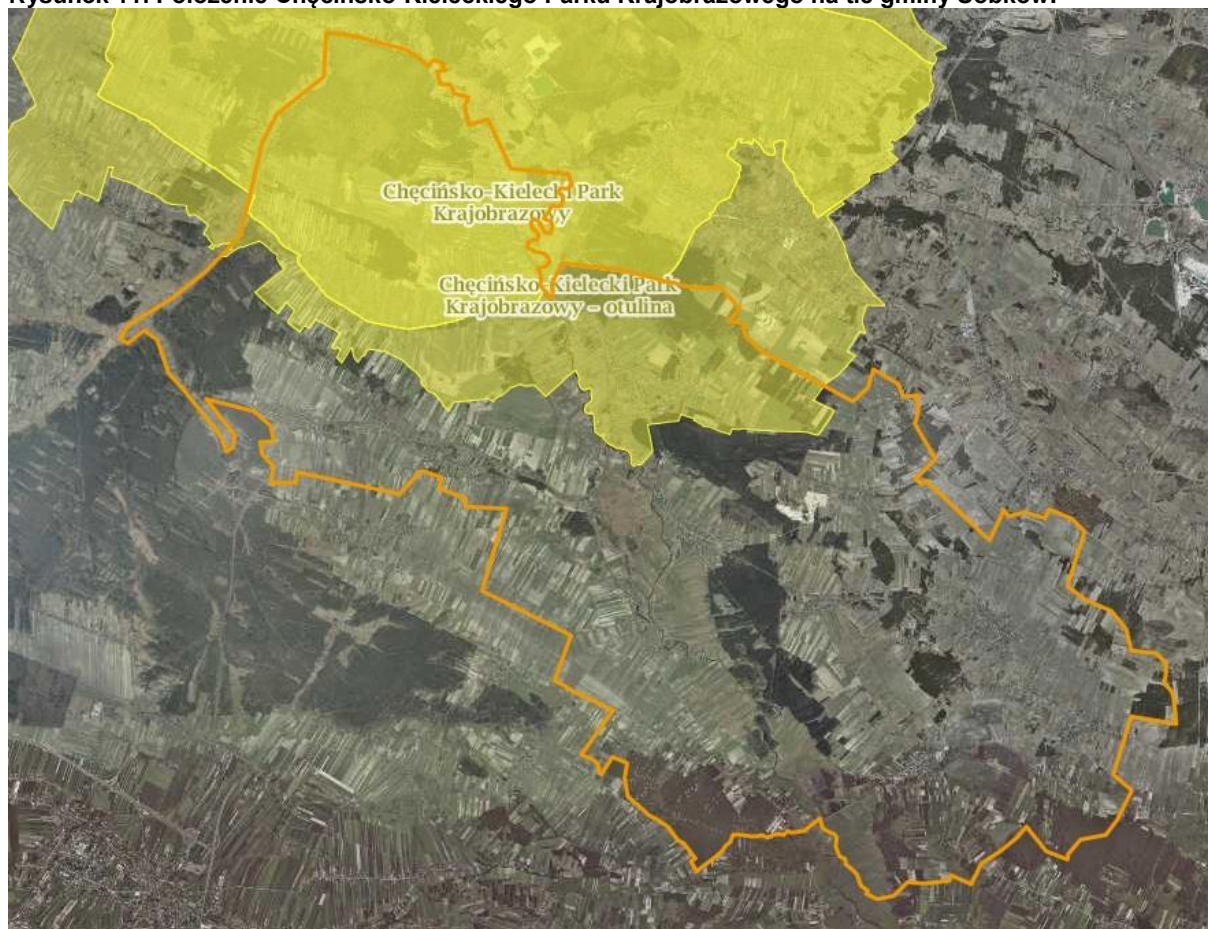 Rysunek 11. Położenie Chęcińsko-Kieleckiego Parku Krajobrazowego na tle gminy Sobków.
Chęcińsko-Kielecki Park
Krajobrazowy
Chęcińsko-Kielecki Park
Krajobrazowy - otulina